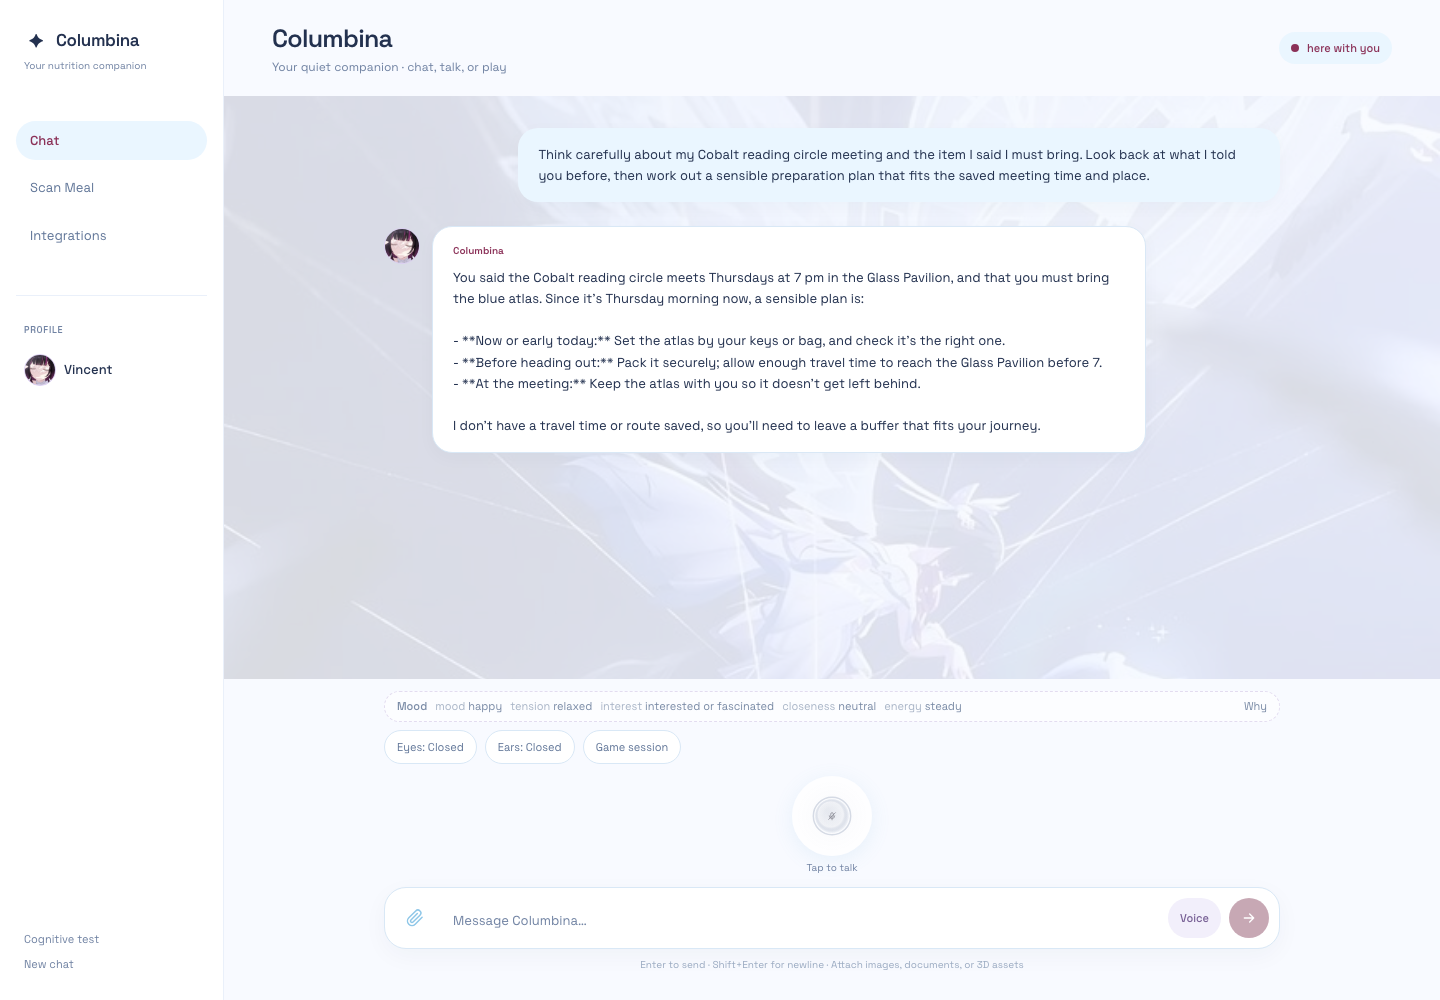 Columbina
Your nutrition companion
Chat
Scan Meal
Integrations
PROFILE
Vincent
Cognitive test
New chat
Columbina
Your quiet companion · chat, talk, or play
here with you
Think carefully about my Cobalt reading circle meeting and the item I said I must bring. Look back at what I told
you before, then work out a sensible preparation plan that fits the saved meeting time and place.
Columbina
You said the Cobalt reading circle meets Thursdays at 7 pm in the Glass Pavilion, and that you must bring
the blue atlas. Since it's Thursday morning now, a sensible plan is:
- **Now or early today:** Set the atlas by your keys or bag, and check it's the right one.
- **Before heading out:** Pack it securely; allow enough travel time to reach the Glass Pavilion before 7.
- **At the meeting:** Keep the atlas with you so it doesn't get left behind.
I don't have a travel time or route saved, so you'll need to leave a buffer that fits your journey.
Mood mood happy tension relaxed interest interested or fascinated closeness neutral energy steady Why
Eyes: Closed Ears: Closed Game session
Tap to talk
Message Columbina... Voice
Enter to send · Shift+Enter for newline · Attach images, documents, or 3D assets